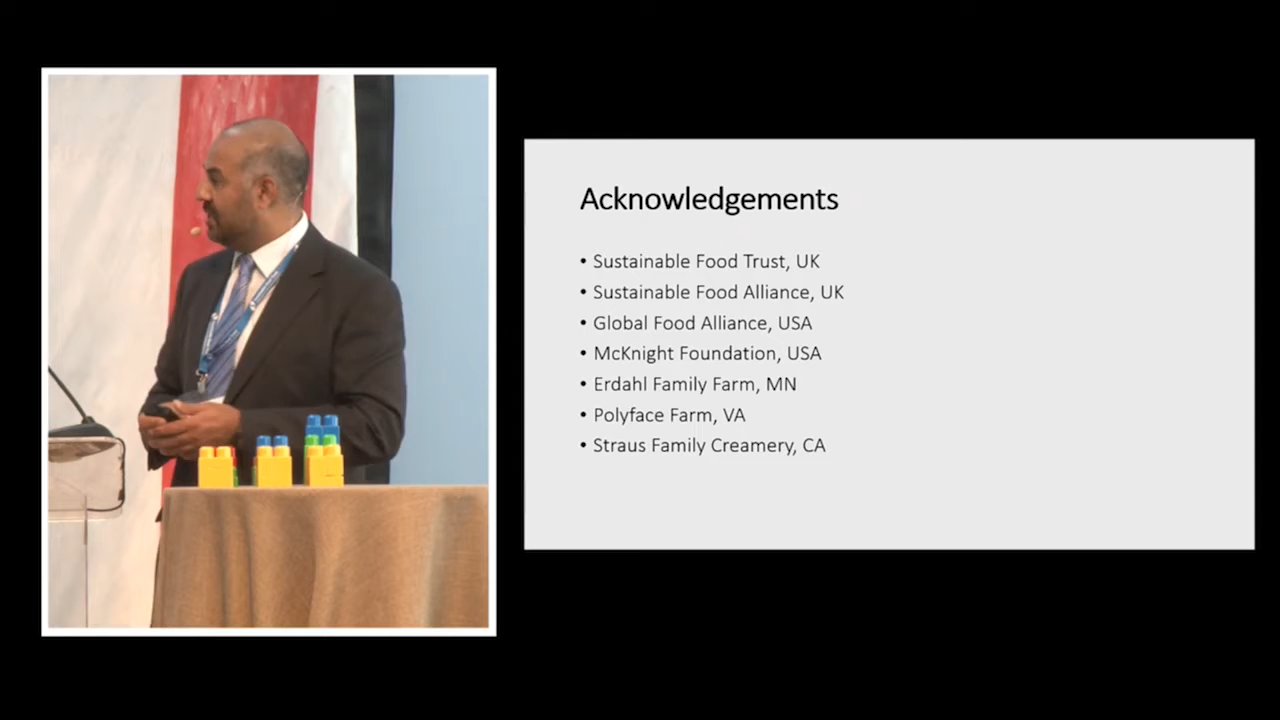 Acknowledgements
• Sustainable Food Trust, UK
• Sustainable Food Alliance, UK
• Global Food Alliance, USA
• McKnight Foundation, USA
• Erdahl Family Farm, MN
• Polyface Farm, VA
• Straus Family Creamery, CA